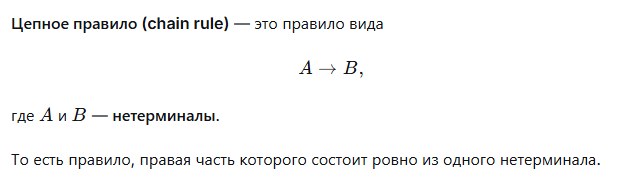 Цепное правило (chain rule) — это правило вида
A → B,
где A и B — нетерминалы.
То есть правило, правая часть которого состоит ровно из одного нетерминала.